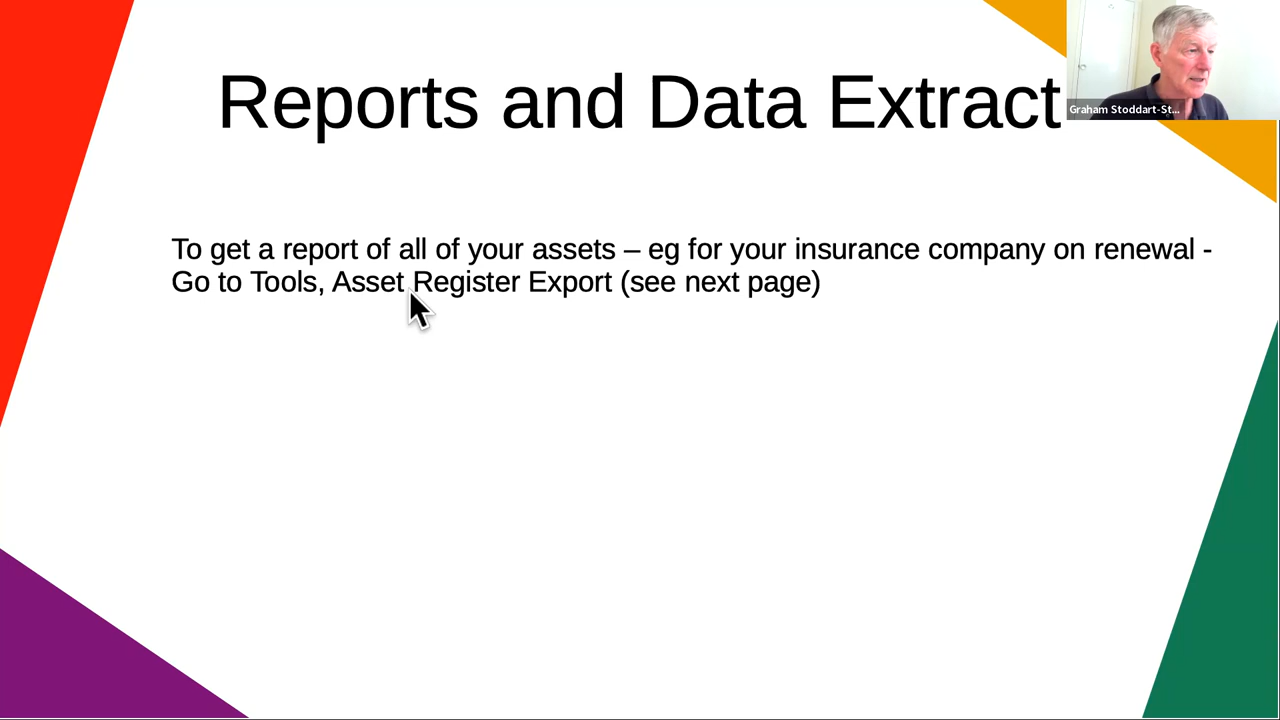 Reports and Data Extract
Graham Stoddart-St...
To get a report of all of your assets – eg for your insurance company on renewal -
Go to Tools, Asset Register Export (see next page)